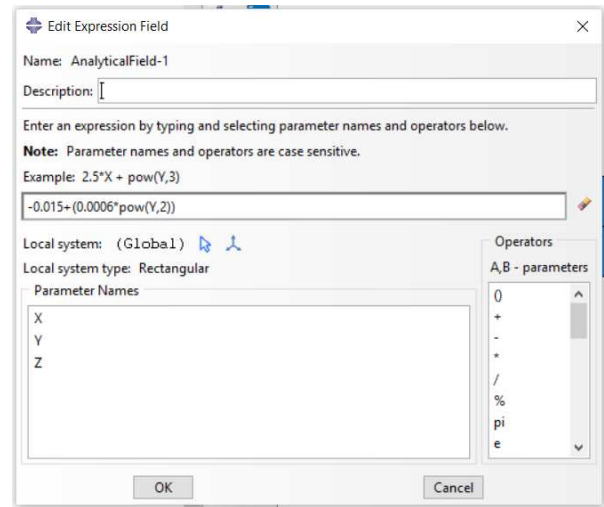 Edit Expression Field
Name: AnalyticalField-1
Description:
Enter an expression by typing and selecting parameter names and operators below.
Note: Parameter names and operators are case sensitive.
Example: 2.5*X + pow(Y,3)
-0.015+(0.0006*pow(Y,2))
Local system: (Global)
Local system type: Rectangular
Parameter Names
X
Y
Z
Operators
A,B - parameters
()
+
-
*
/
%
pi
e
OK
Cancel